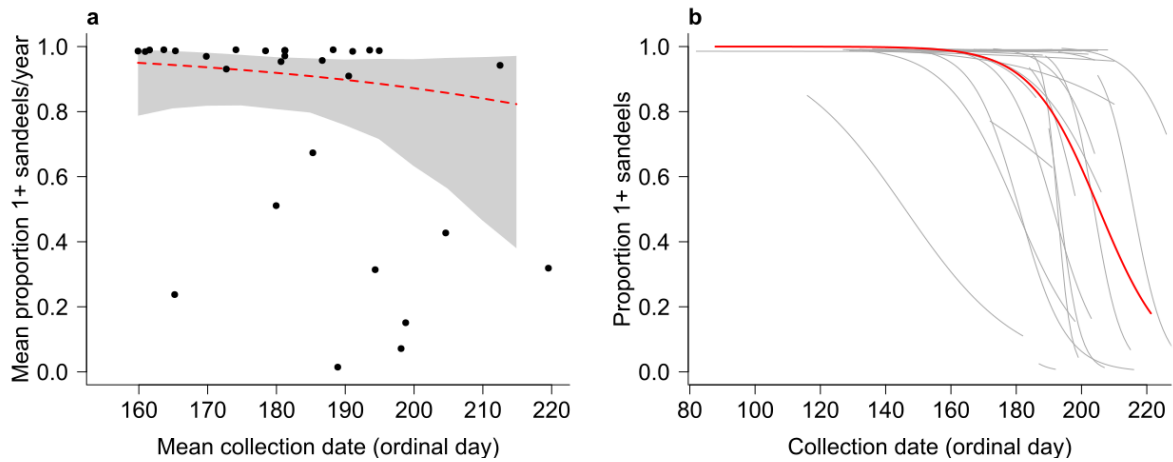 a
Mean proportion 1+ sandeels/year
1.0
0.8
0.6
0.4
0.2
0.0
160 170 180 190 200 210 220
Mean collection date (ordinal day)
b
Proportion 1+ sandeels
1.0
0.8
0.6
0.4
0.2
0.0
80 100 120 140 160 180 200 220
Collection date (ordinal day)